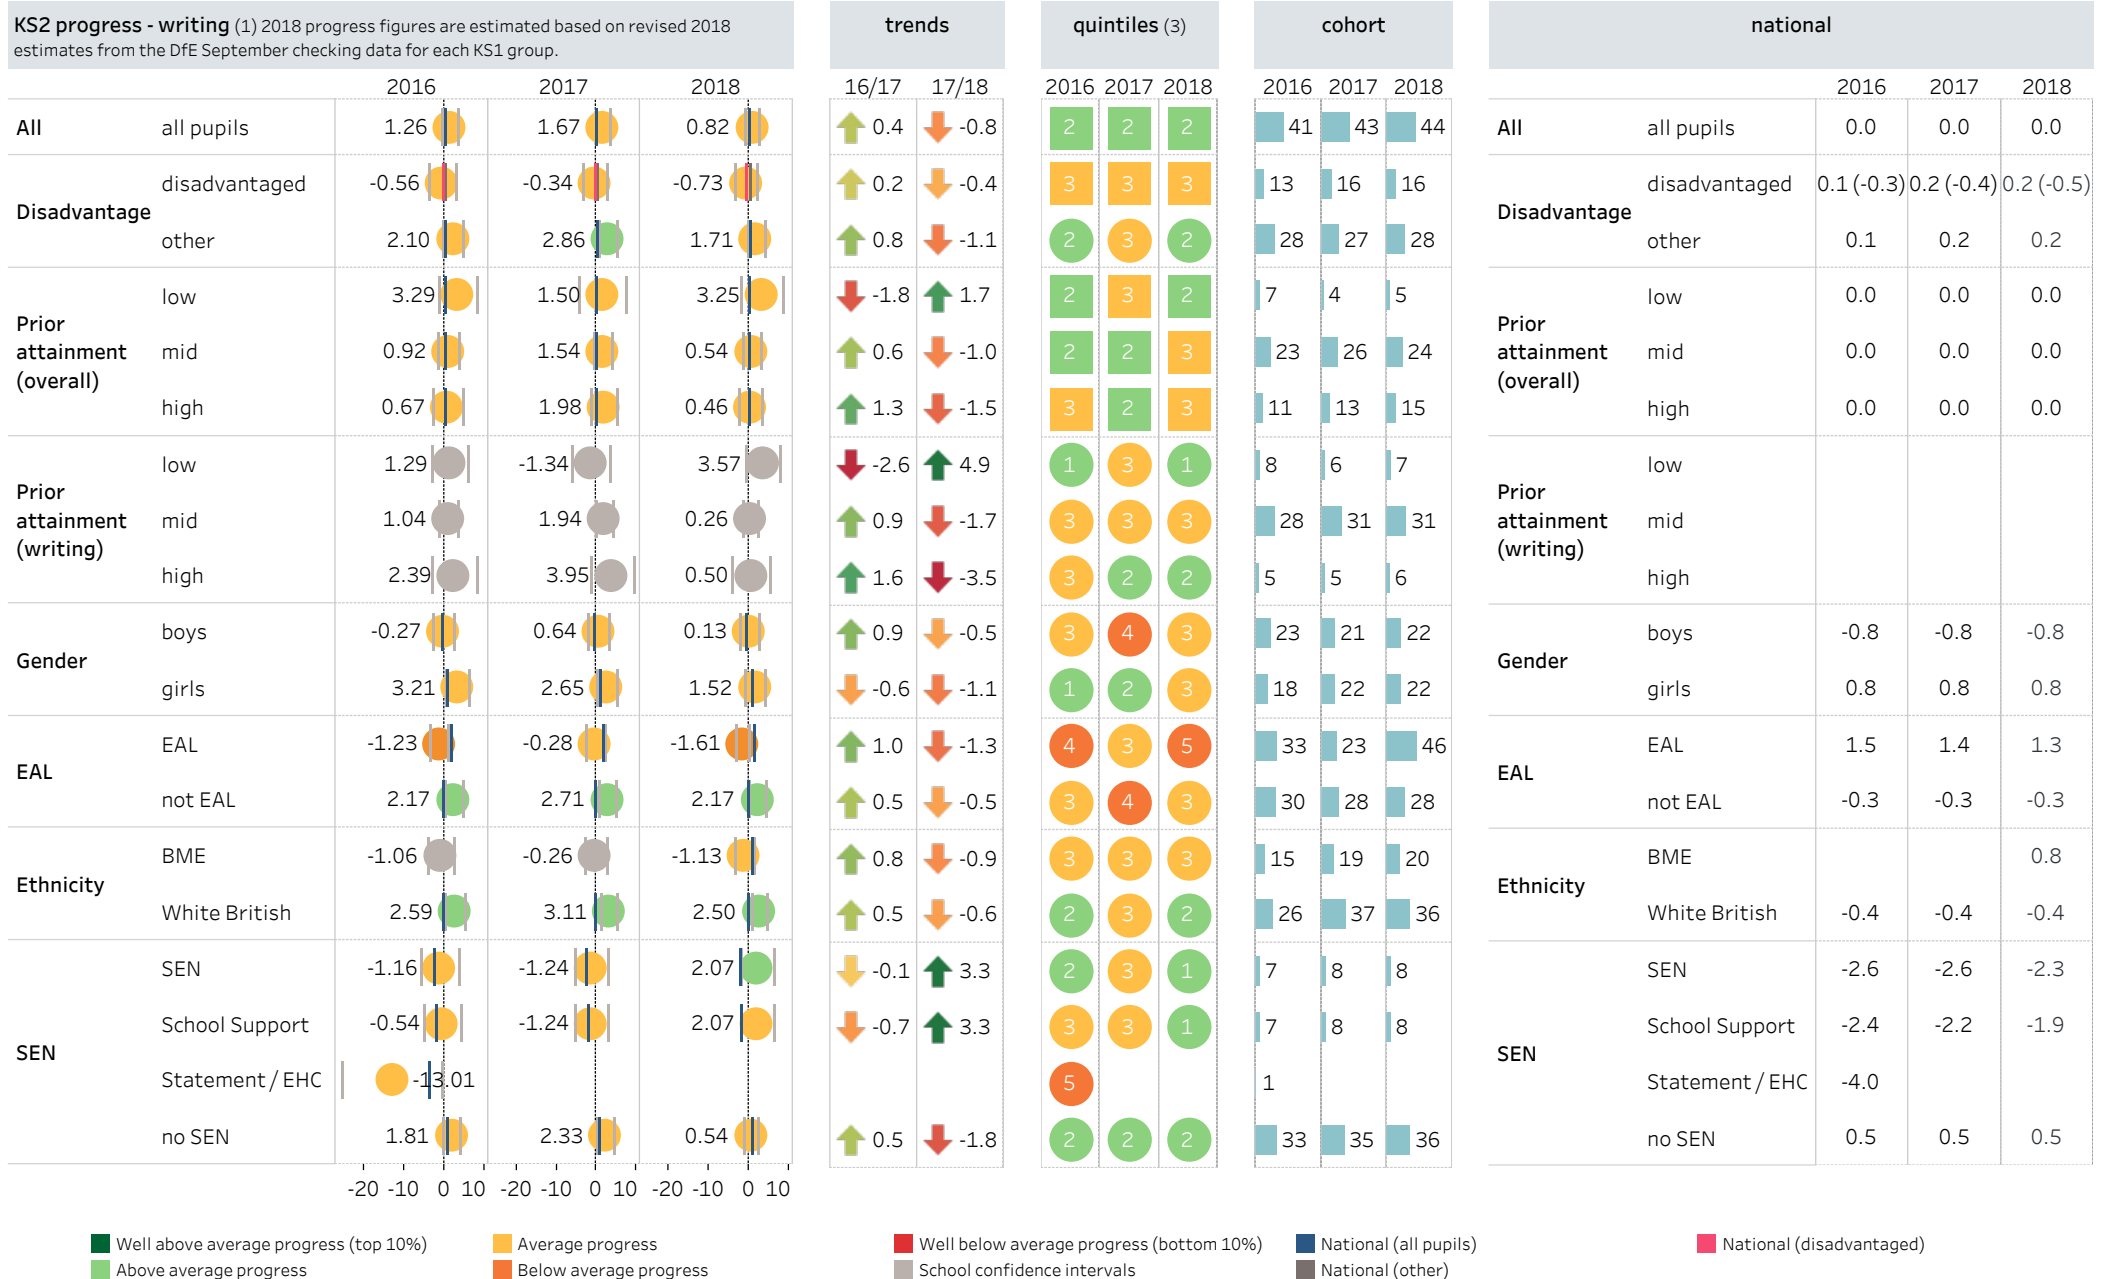 KS2 progress - writing (1) 2018 progress figures are estimated based on revised 2018
estimates from the DfE September checking data for each KS1 group.
trends
quintiles (3)
cohort
national
2016 2017 2018 16/17 17/18 2016 2017 2018 2016 2017 2018 2016 2017 2018
All all pupils 1.26 1.67 0.82 0.4 -0.8 2 2 2 41 43 44 All all pupils 0.0 0.0 0.0
Disadvantage disadvantaged -0.56 -0.34 -0.73 0.2 -0.4 3 3 3 13 16 16 Disadvantage disadvantaged 0.1 (-0.3) 0.2 (-0.4) 0.2 (-0.5)
other 2.10 2.86 1.71 0.8 -1.1 2 3 2 28 27 28 other 0.1 0.2 0.2
Prior attainment (overall) low 3.29 1.50 3.25 -1.8 1.7 2 3 2 7 4 5 Prior attainment (overall) low 0.0 0.0 0.0
mid 0.92 1.54 0.54 0.6 -1.0 2 2 3 23 26 24 mid 0.0 0.0 0.0
high 0.67 1.98 0.46 1.3 -1.5 3 2 3 11 13 15 high 0.0 0.0 0.0
Prior attainment (writing) low 1.29 -1.34 3.57 -2.6 4.9 1 3 1 8 6 7 Prior attainment (writing) low
mid 1.04 1.94 0.26 0.9 -1.7 3 3 3 28 31 31 mid
high 2.39 3.95 0.50 1.6 -3.5 3 2 2 5 5 6 high
Gender boys -0.27 0.64 0.13 0.9 -0.5 3 4 3 23 21 22 Gender boys -0.8 -0.8 -0.8
girls 3.21 2.65 1.52 -0.6 -1.1 1 2 3 18 22 22 girls 0.8 0.8 0.8
EAL EAL -1.23 -0.28 -1.61 1.0 -1.3 4 3 5 33 23 46 EAL EAL 1.5 1.4 1.3
not EAL 2.17 2.71 2.17 0.5 -0.5 3 4 3 30 28 28 not EAL -0.3 -0.3 -0.3
Ethnicity BME -1.06 -0.26 -1.13 0.8 -0.9 3 3 3 15 19 20 Ethnicity BME 0.8
White British 2.59 3.11 2.50 0.5 -0.6 2 3 2 26 37 36 White British -0.4 -0.4 -0.4
SEN SEN -1.16 -1.24 2.07 -0.1 3.3 2 3 1 7 8 8 SEN SEN -2.6 -2.6 -2.3
School Support -0.54 -1.24 2.07 -0.7 3.3 3 3 1 7 8 8 School Support -2.4 -2.2 -1.9
Statement / EHC -13.01 5 1 Statement / EHC -4.0
no SEN 1.81 2.33 0.54 0.5 -1.8 2 2 2 33 35 36 no SEN 0.5 0.5 0.5
-20 -10 0 10 -20 -10 0 10 -20 -10 0 10
Well above average progress (top 10%) Average progress Well below average progress (bottom 10%) National (all pupils) National (disadvantaged)
Above average progress Below average progress School confidence intervals National (other)